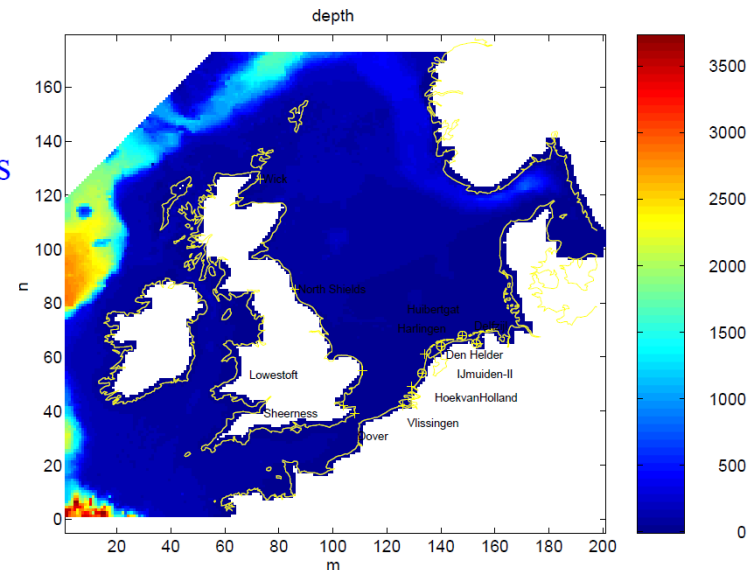 depth
S
n
160
140
120
100
80
60
40
20
0
Wick
North Shields
Huibertgat
Harlingen
Delfzijl
Den Helder
Lowestoft
IJmuiden-II
HoekvanHolland
Sheerness
Vlissingen
Dover
20 40 60 80 100 120 140 160 180 200
m
3500
3000
2500
2000
1500
1000
500
0